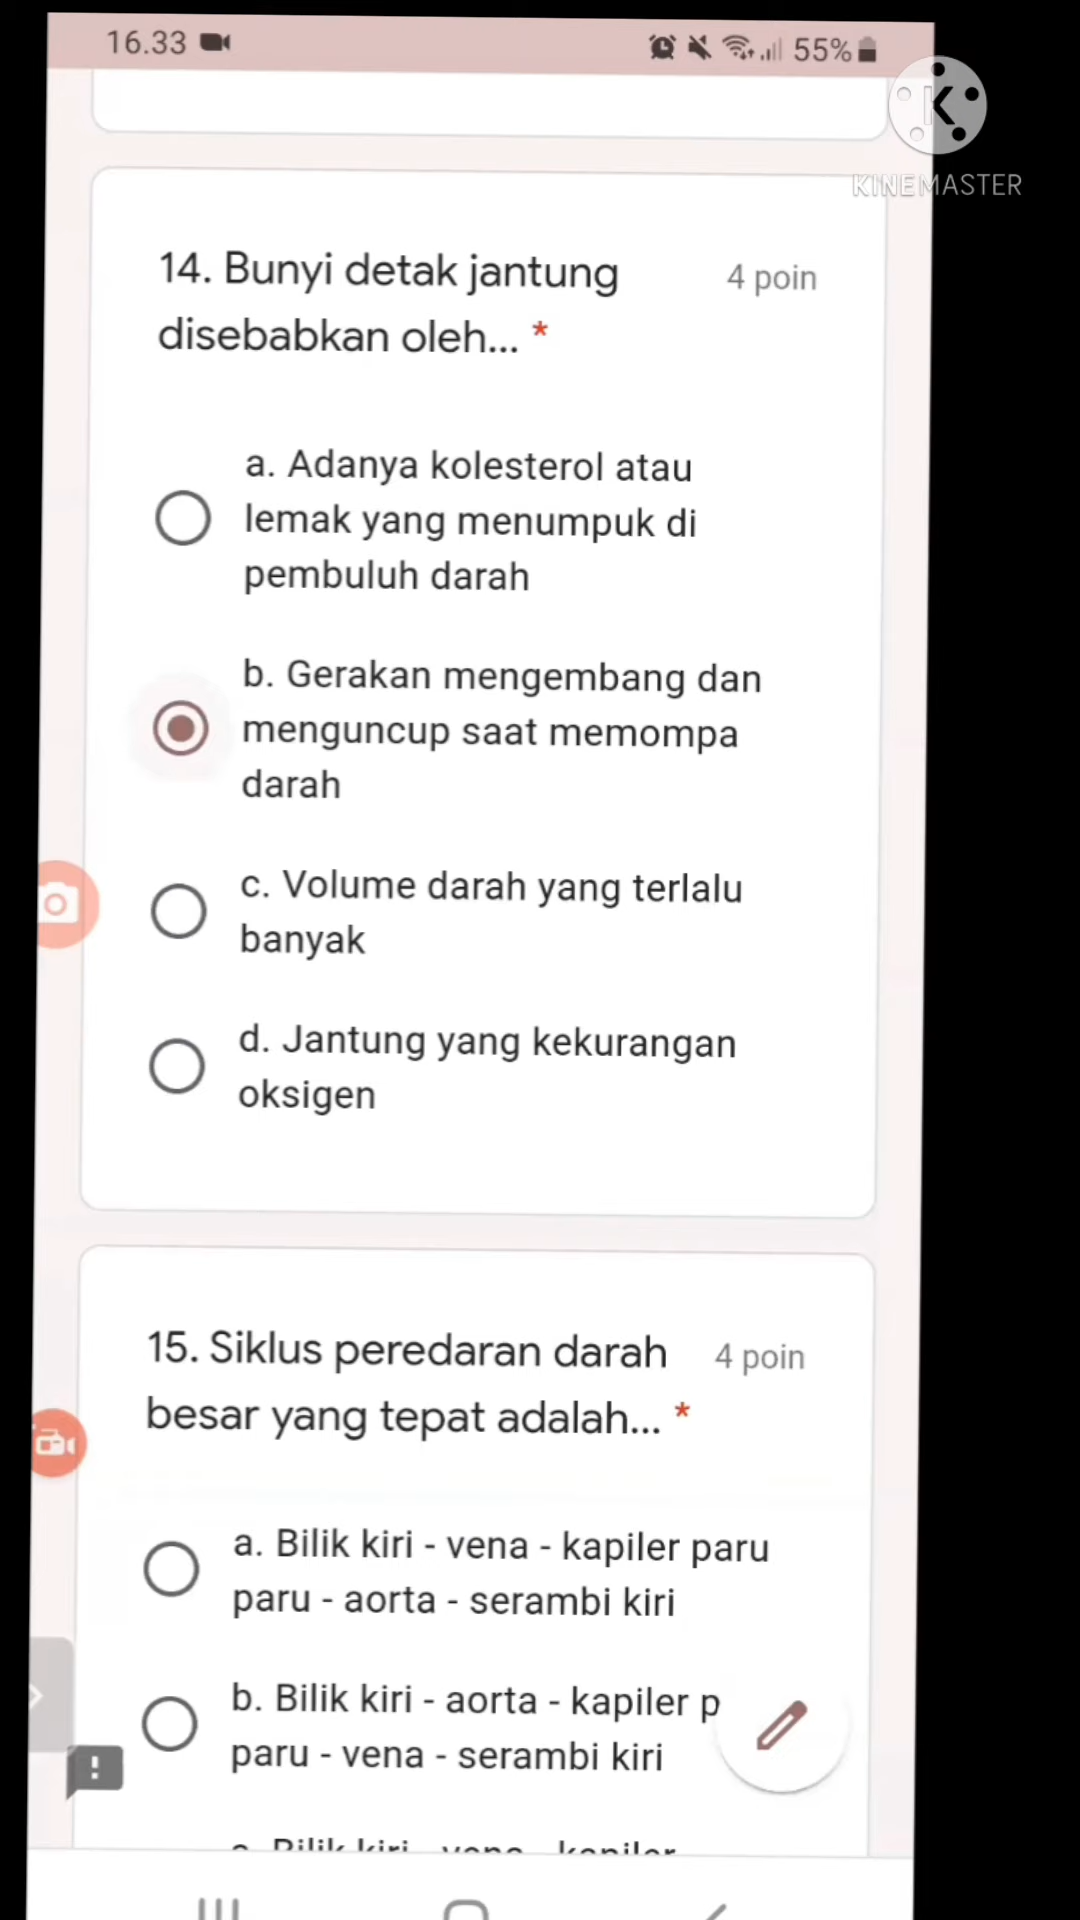 16.33
55%
KINEMASTER
14. Bunyi detak jantung
4 poin
disebabkan oleh... *
a. Adanya kolesterol atau
lemak yang menumpuk di
pembuluh darah
b. Gerakan mengembang dan
menguncup saat memompa
darah
c. Volume darah yang terlalu
banyak
d. Jantung yang kekurangan
oksigen
15. Siklus peredaran darah
4 poin
besar yang tepat adalah... *
a. Bilik kiri - vena - kapiler paru
paru - aorta - serambi kiri
b. Bilik kiri - aorta - kapiler p
paru - vena - serambi kiri